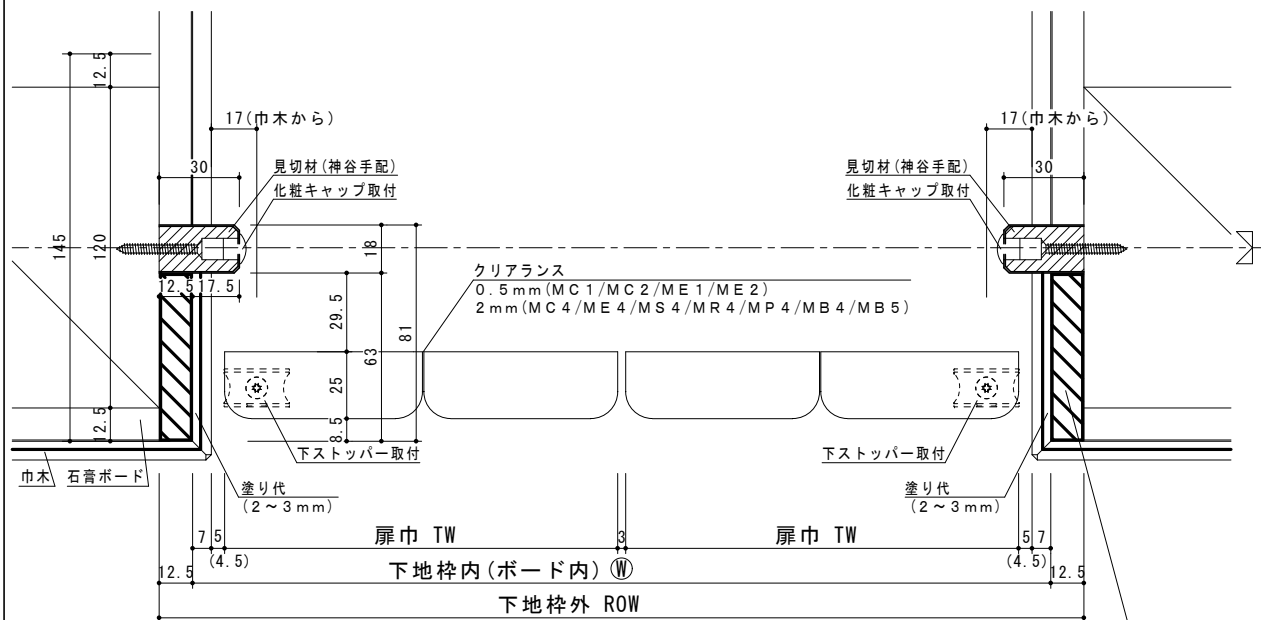 12.5
17(巾木から)
17(巾木から)
30
見切材(神谷手配)
化粧キャップ取付
見切材(神谷手配)
化粧キャップ取付
30
145
120
18
12.5
17.5
クリアランス
0.5mm(MC1/MC2/ME1/ME2)
2mm(MC4/ME4/MS4/MR4/MP4/MB4/MB5)
29.5
63
81
25
8.5
12.5
下ストッパー取付
下ストッパー取付
巾木
石膏ボード
塗り代
(2~3mm)
塗り代
(2~3mm)
7
5
扉巾 TW
3
扉巾 TW
5
7
(4.5)
(4.5)
12.5
下地枠内(ボード内) Ⓦ
12.5
下地枠外 ROW